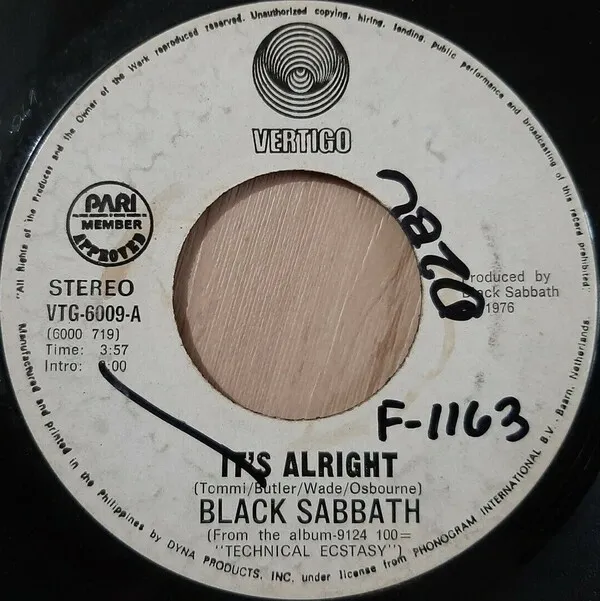 "All Rights of the Producer and the Owner of the Work reproduced reserved. Unauthorized copying, hiring, lending, public performance and broadcasting of this record prohibited."
VERTIGO
PARI
MEMBER
APPROVED
STEREO
VTG-6009-A
(6000 719)
Time: 3:57
Intro: :00
roduced by
ck Sabbath
1976
F-1163
IT'S ALRIGHT
(Tommi/Butler/Wade/Osbourne)
BLACK SABBATH
(From the album-9124 100=
"TECHNICAL ECSTASY")
Manufactured and printed in the Philippines by DYNA PRODUCTS, INC. under license from PHONOGRAM INTERNATIONAL B.V. - Baarn, Netherlands.